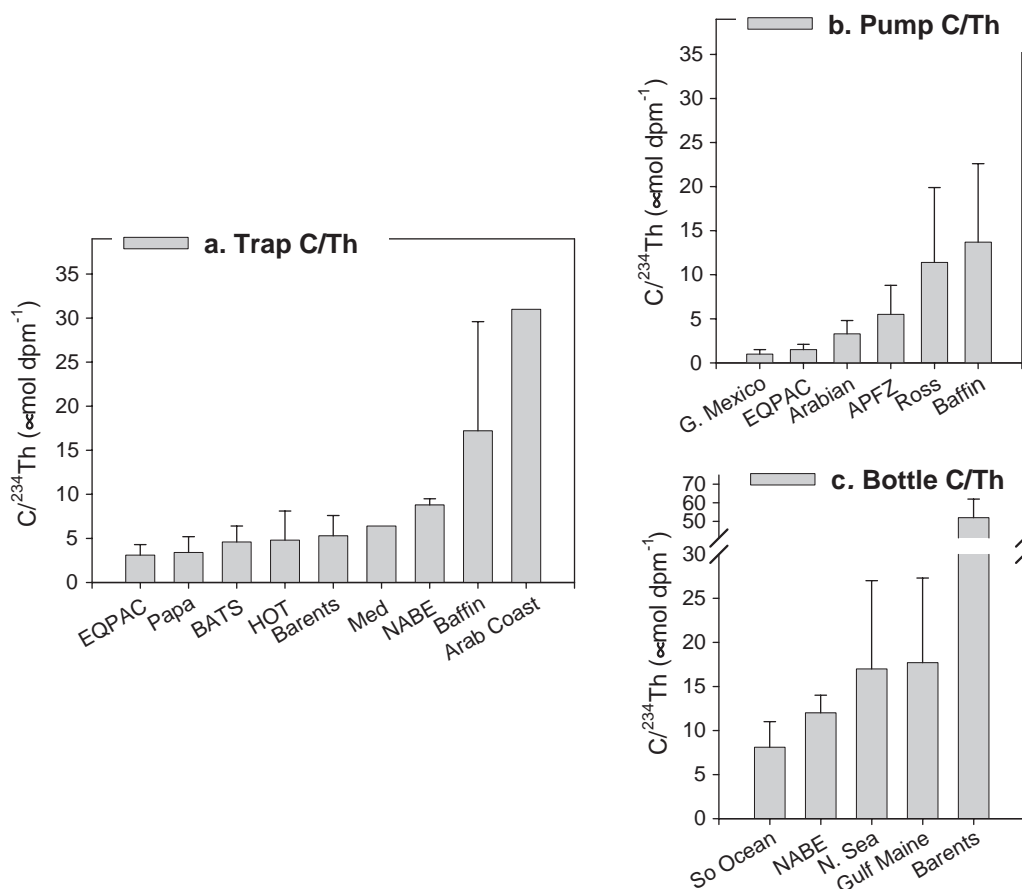 a. Trap C/Th
C/²³⁴Th (∝mol dpm⁻¹)
35
30
25
20
15
10
5
0
EQPAC
Papa
BATS
HOT
Barents
Med
NABE
Baffin
Arab Coast
b. Pump C/Th
C/²³⁴Th (∝mol dpm⁻¹)
35
30
25
20
15
10
5
0
G. Mexico
EQPAC
Arabian
APFZ
Ross
Baffin
c. Bottle C/Th
C/²³⁴Th (∝mol dpm⁻¹)
70
60
50
30
25
20
15
10
5
0
So Ocean
NABE
N. Sea
Gulf Maine
Barents